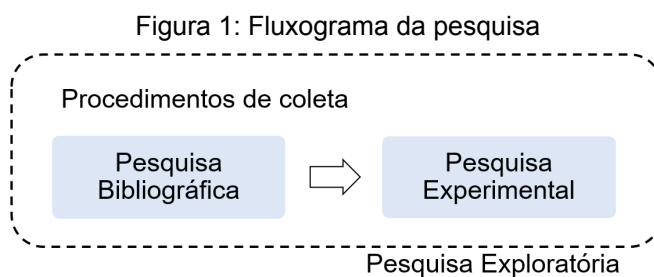 Figura 1: Fluxograma da pesquisa
Procedimentos de coleta
Pesquisa
Bibliográfica
Pesquisa
Experimental
Pesquisa Exploratória